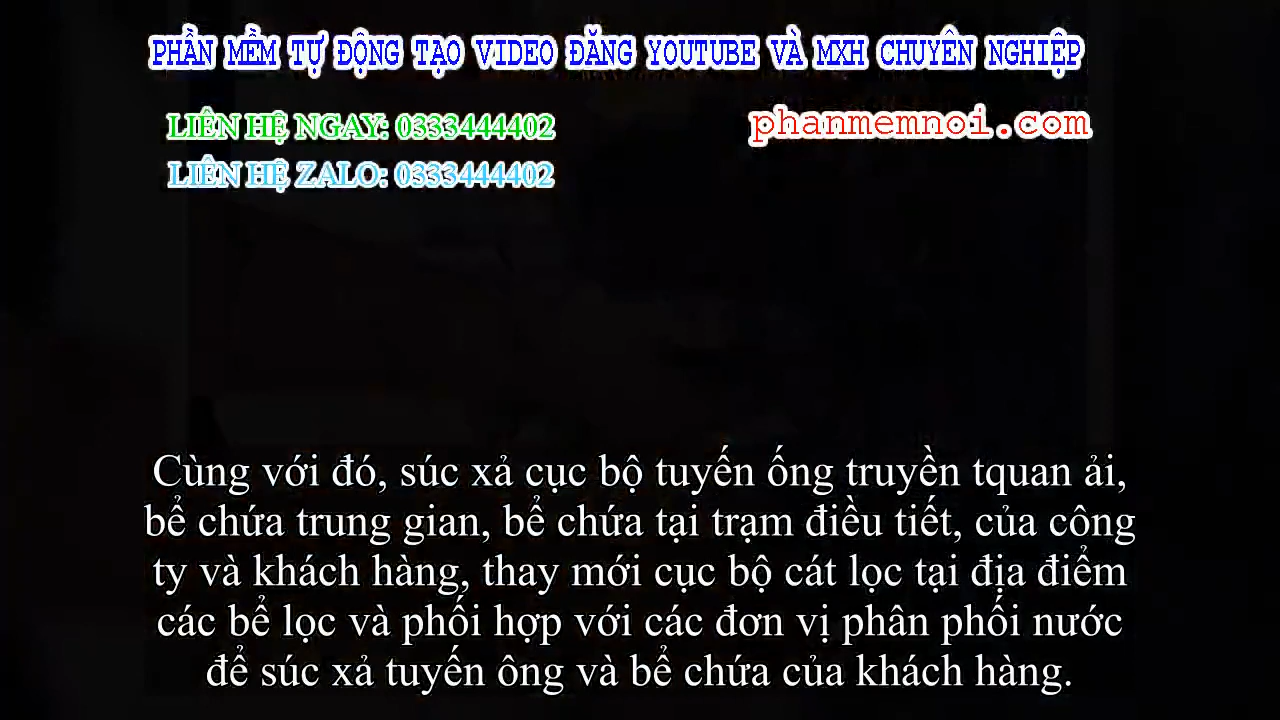 PHẦN MỀM TỰ ĐỘNG TẠO VIDEO ĐĂNG YOUTUBE VÀ MXH CHUYÊN NGHIỆP
LIÊN HỆ NGAY: 0333444402
phanmemnoi.com
LIÊN HỆ ZALO: 0333444402
Cùng với đó, súc xả cục bộ tuyến ống truyền tquan ải,
bể chứa trung gian, bể chứa tại trạm điều tiết, của công
ty và khách hàng, thay mới cục bộ cát lọc tại địa điểm
các bể lọc và phối hợp với các đơn vị phân phối nước
để súc xả tuyến ông và bể chứa của khách hàng.